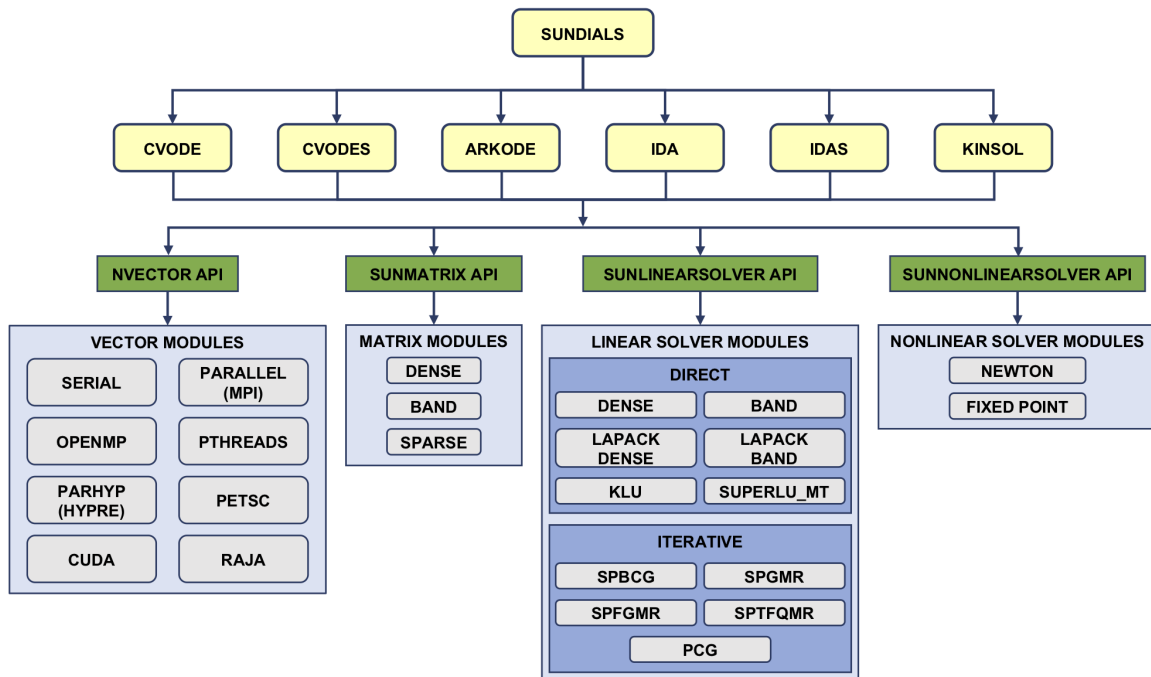 SUNDIALS
CVODE
CVODES
ARKODE
IDA
IDAS
KINSOL
NVECTOR API
SUNMATRIX API
SUNLINEARSOLVER API
SUNNONLINEARSOLVER API
VECTOR MODULES
SERIAL
PARALLEL
(MPI)
OPENMP
PTHREADS
PARHYP
(HYPRE)
PETSC
CUDA
RAJA
MATRIX MODULES
DENSE
BAND
SPARSE
LINEAR SOLVER MODULES
DIRECT
DENSE
BAND
LAPACK
DENSE
LAPACK
BAND
KLU
SUPERLU_MT
ITERATIVE
SPBCG
SPGMR
SPFGMR
SPTFQMR
PCG
NONLINEAR SOLVER MODULES
NEWTON
FIXED POINT